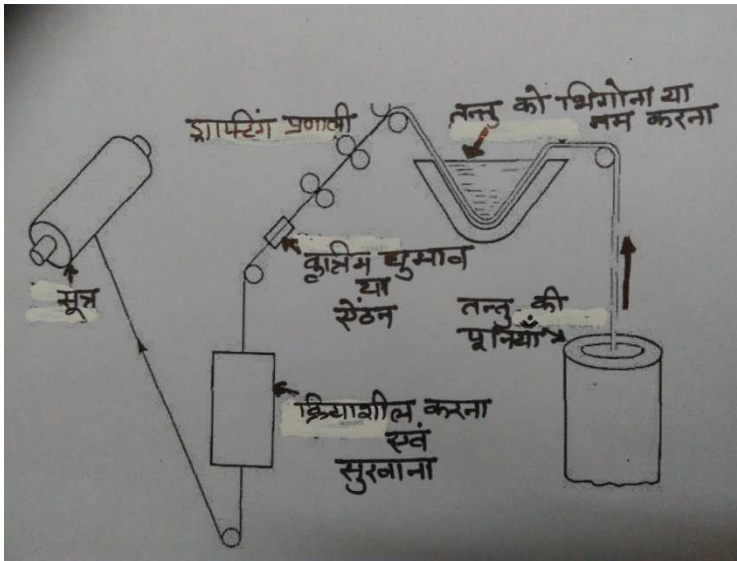 ड्राफ्टिंग प्रणाली
तन्तु को भिगोना या
नम करना
कृत्रिम घुमाव
या
ऐंठन
सूत्र
तन्तु की
पूनियाँ
क्रियाशील करना
एवं
सुखाना